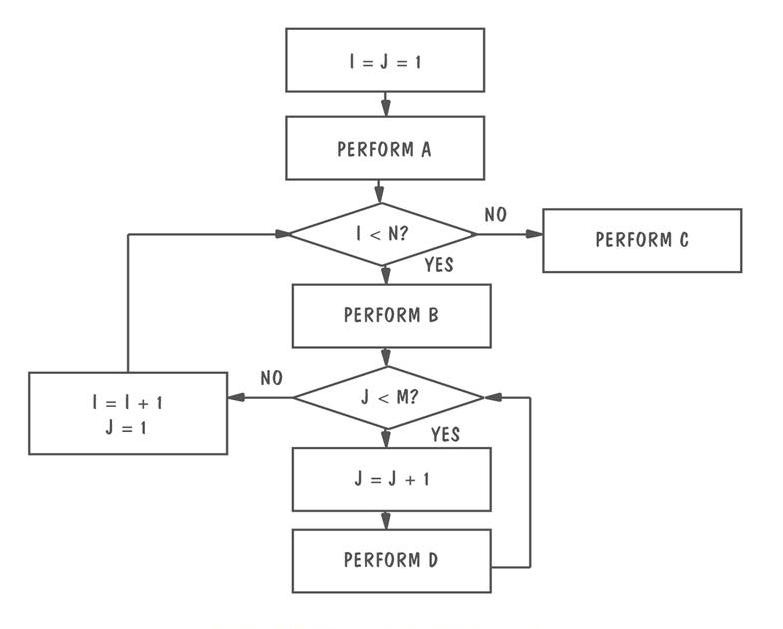 I = J = 1
PERFORM A
I < N?
NO
PERFORM C
YES
PERFORM B
J < M?
NO
I = I + 1
J = 1
YES
J = J + 1
PERFORM D